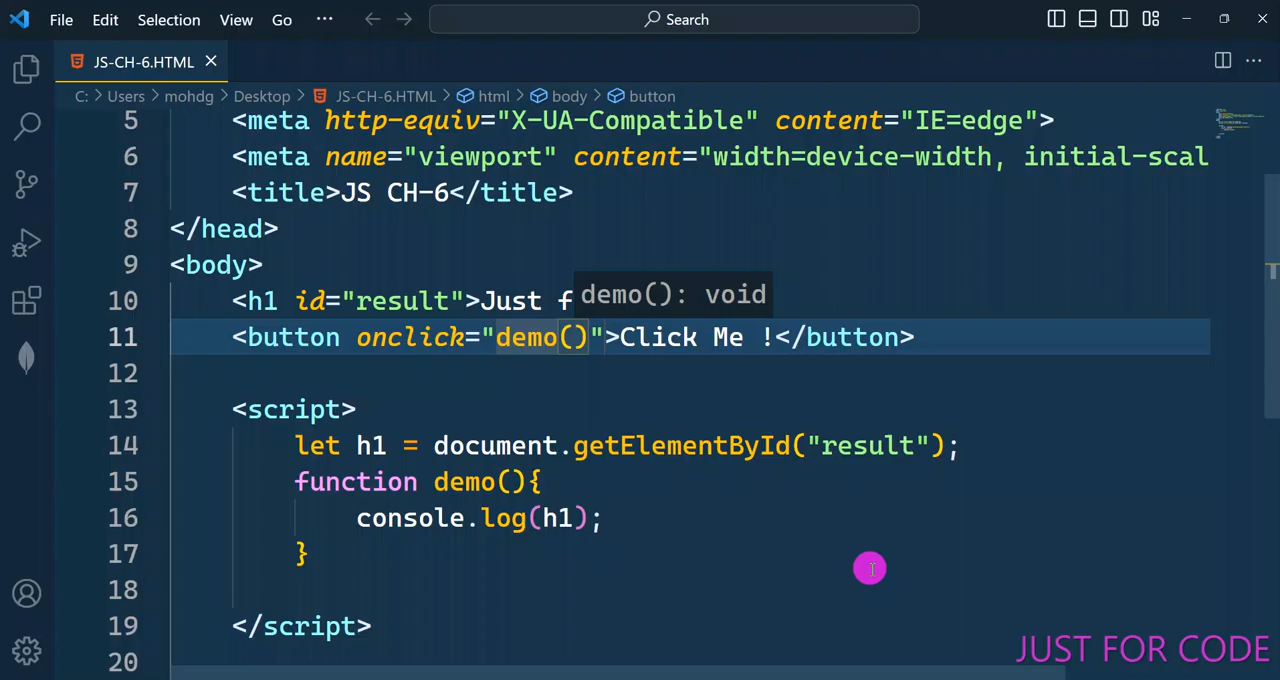 File Edit Selection View Go ··· Search
JS-CH-6.HTML
C: > Users > mohdg > Desktop > JS-CH-6.HTML > html > body > button
5 <meta http-equiv="X-UA-Compatible" content="IE=edge">
6 <meta name="viewport" content="width=device-width, initial-scal
7 <title>JS CH-6</title>
8 </head>
9 <body>
10 <h1 id="result">Just f
demo(): void
11 <button onclick="demo()">Click Me !</button>
12
13 <script>
14 let h1 = document.getElementById("result");
15 function demo(){
16 console.log(h1);
17 }
18
19 </script>
20
JUST FOR CODE